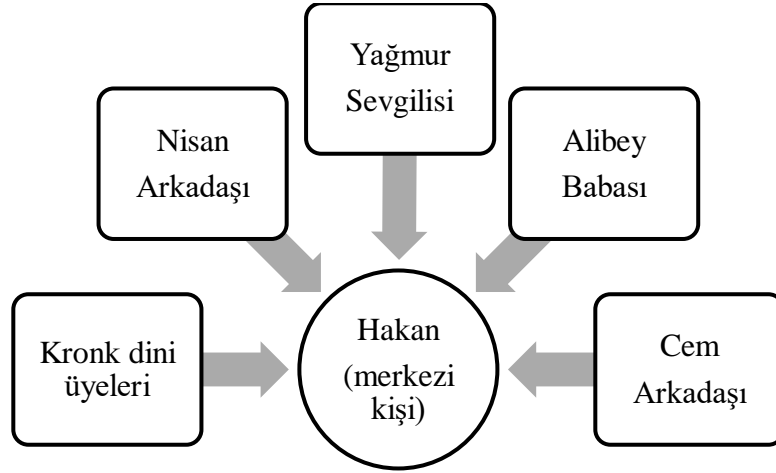 Yağmur
Sevgilisi
Nisan
Arkadaşı
Alibey
Babası
Kronk dini
üyeleri
Hakan
(merkezi
kişi)
Cem
Arkadaşı